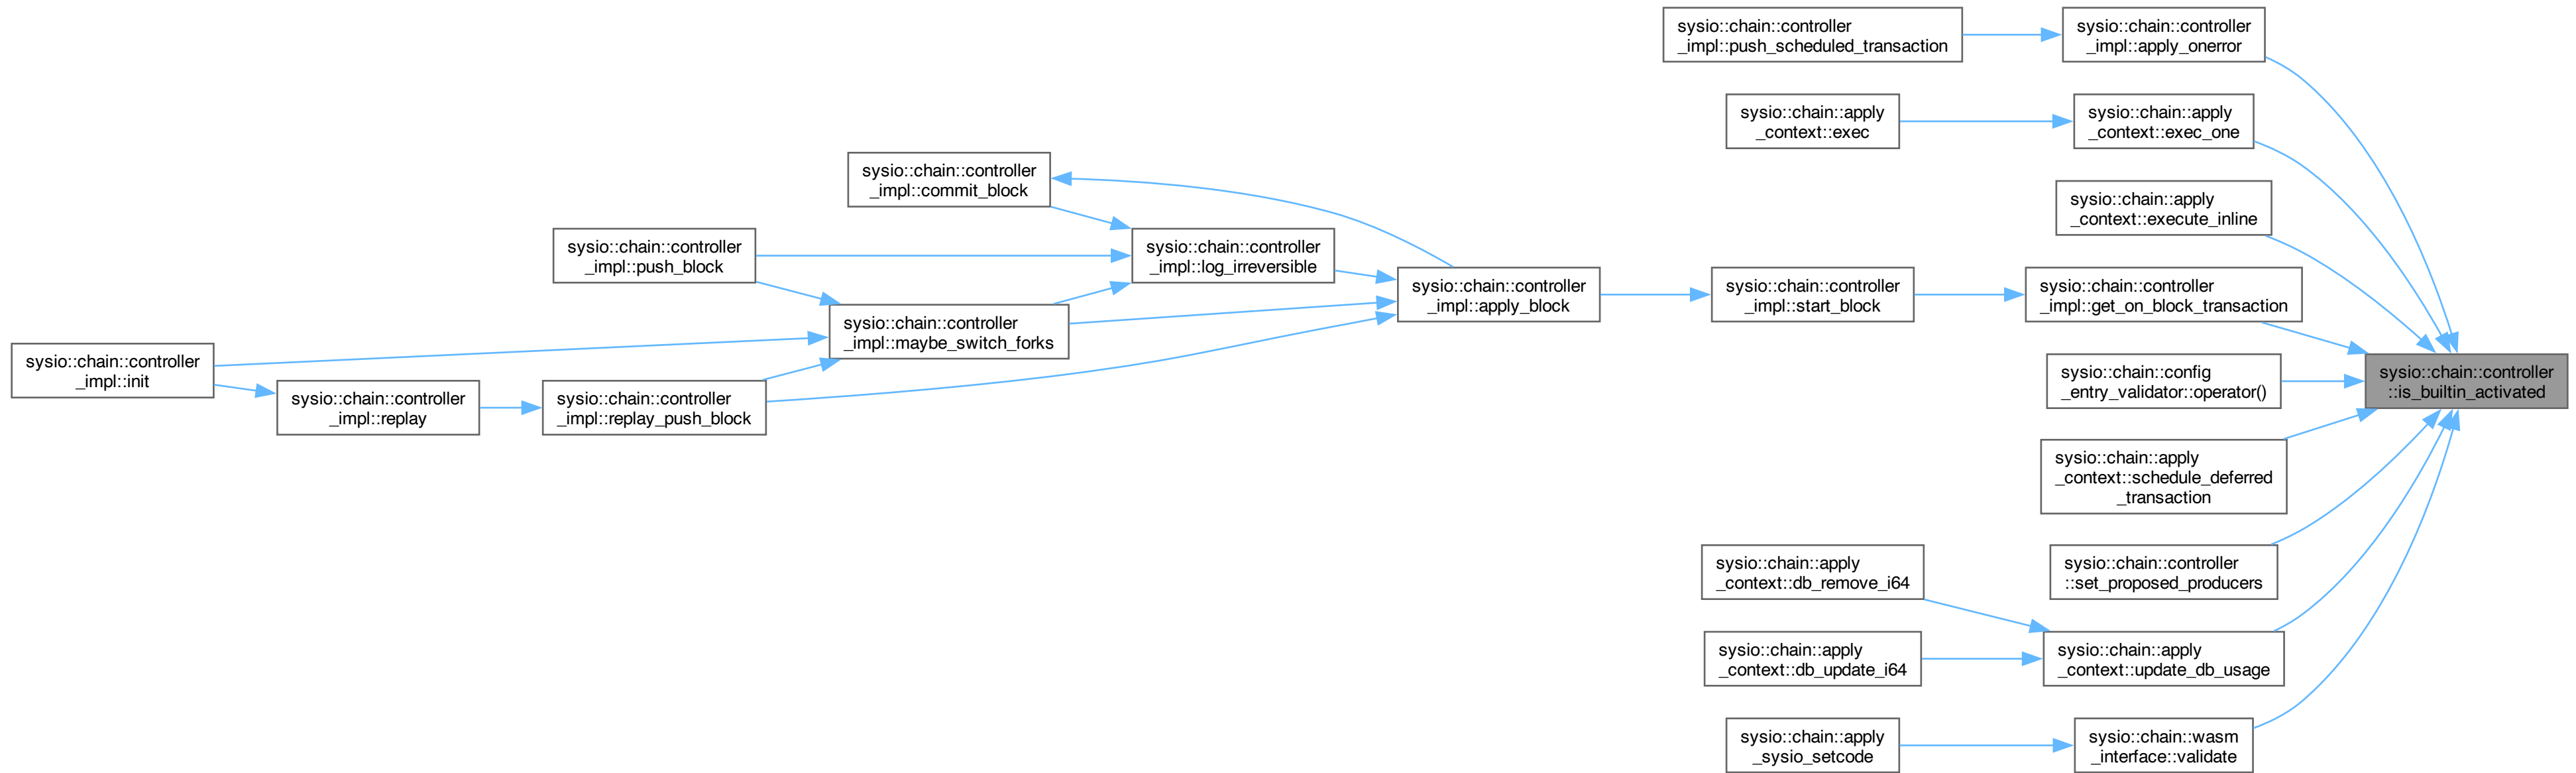 sysio::chain::controller
_impl::push_scheduled_transaction
sysio::chain::controller
_impl::apply_onerror
sysio::chain::apply
_context::exec
sysio::chain::apply
_context::exec_one
sysio::chain::controller
_impl::commit_block
sysio::chain::apply
_context::execute_inline
sysio::chain::controller
_impl::push_block
sysio::chain::controller
_impl::log_irreversible
sysio::chain::controller
_impl::apply_block
sysio::chain::controller
_impl::start_block
sysio::chain::controller
_impl::get_on_block_transaction
sysio::chain::controller
_impl::maybe_switch_forks
sysio::chain::controller
_impl::init
sysio::chain::controller
_impl::replay
sysio::chain::controller
_impl::replay_push_block
sysio::chain::config
_entry_validator::operator()
sysio::chain::controller
::is_builtin_activated
sysio::chain::apply
_context::schedule_deferred
_transaction
sysio::chain::controller
::set_proposed_producers
sysio::chain::apply
_context::db_remove_i64
sysio::chain::apply
_context::db_update_i64
sysio::chain::apply
_context::update_db_usage
sysio::chain::apply
_sysio_setcode
sysio::chain::wasm
_interface::validate